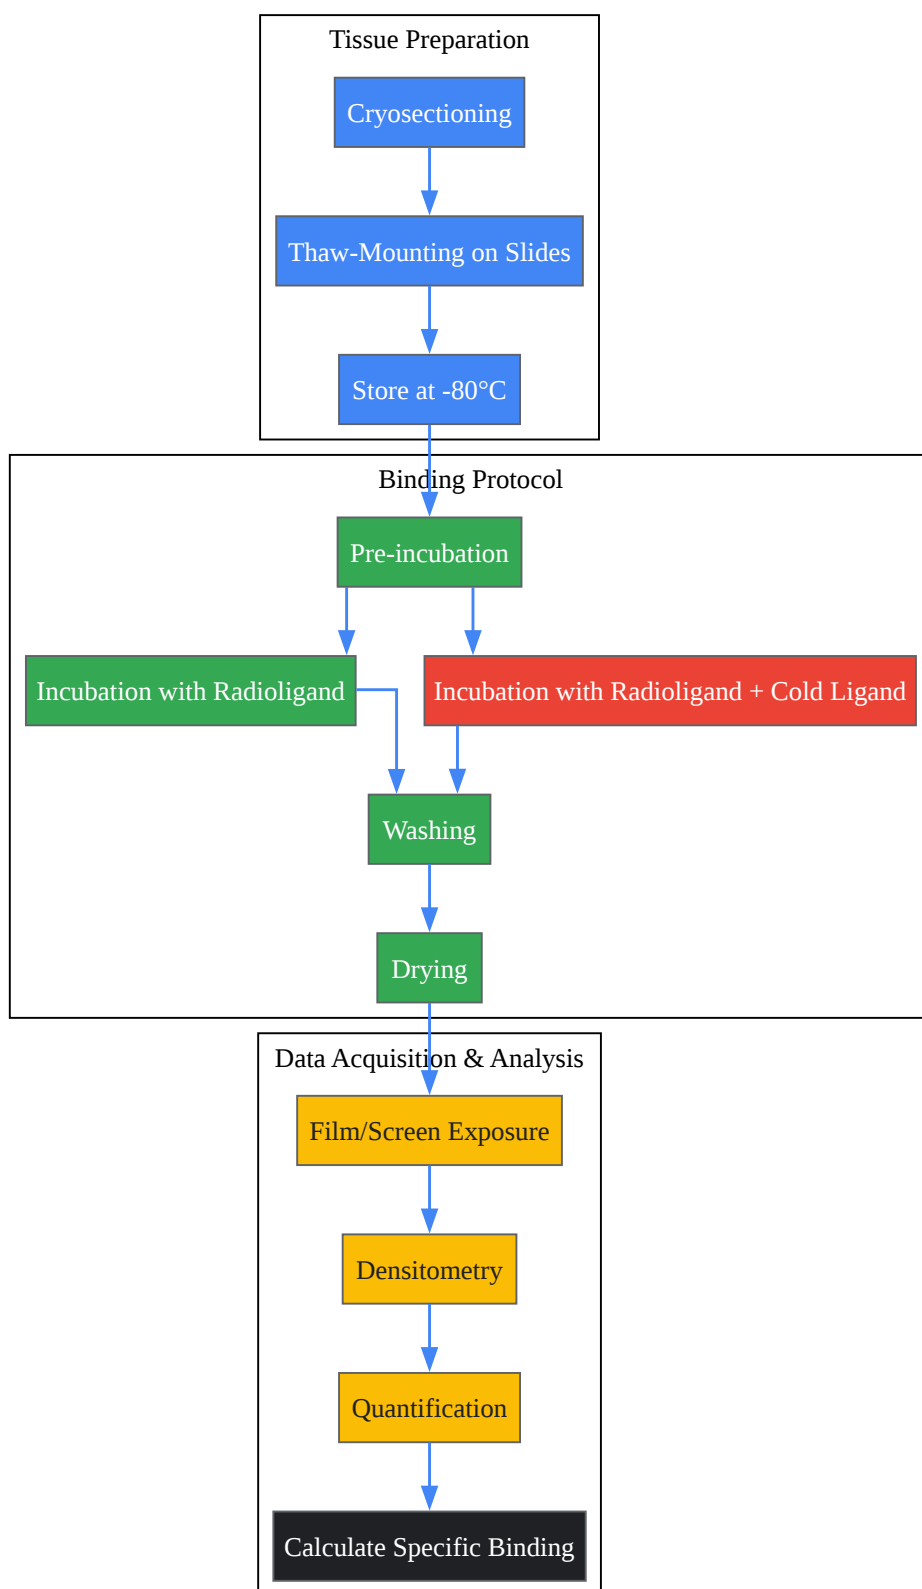 Tissue Preparation
Cryosectioning
Thaw-Mounting on Slides
Store at -80°C
Binding Protocol
Pre-incubation
Incubation with Radioligand
Incubation with Radioligand + Cold Ligand
Washing
Drying
Data Acquisition & Analysis
Film/Screen Exposure
Densitometry
Quantification
Calculate Specific Binding